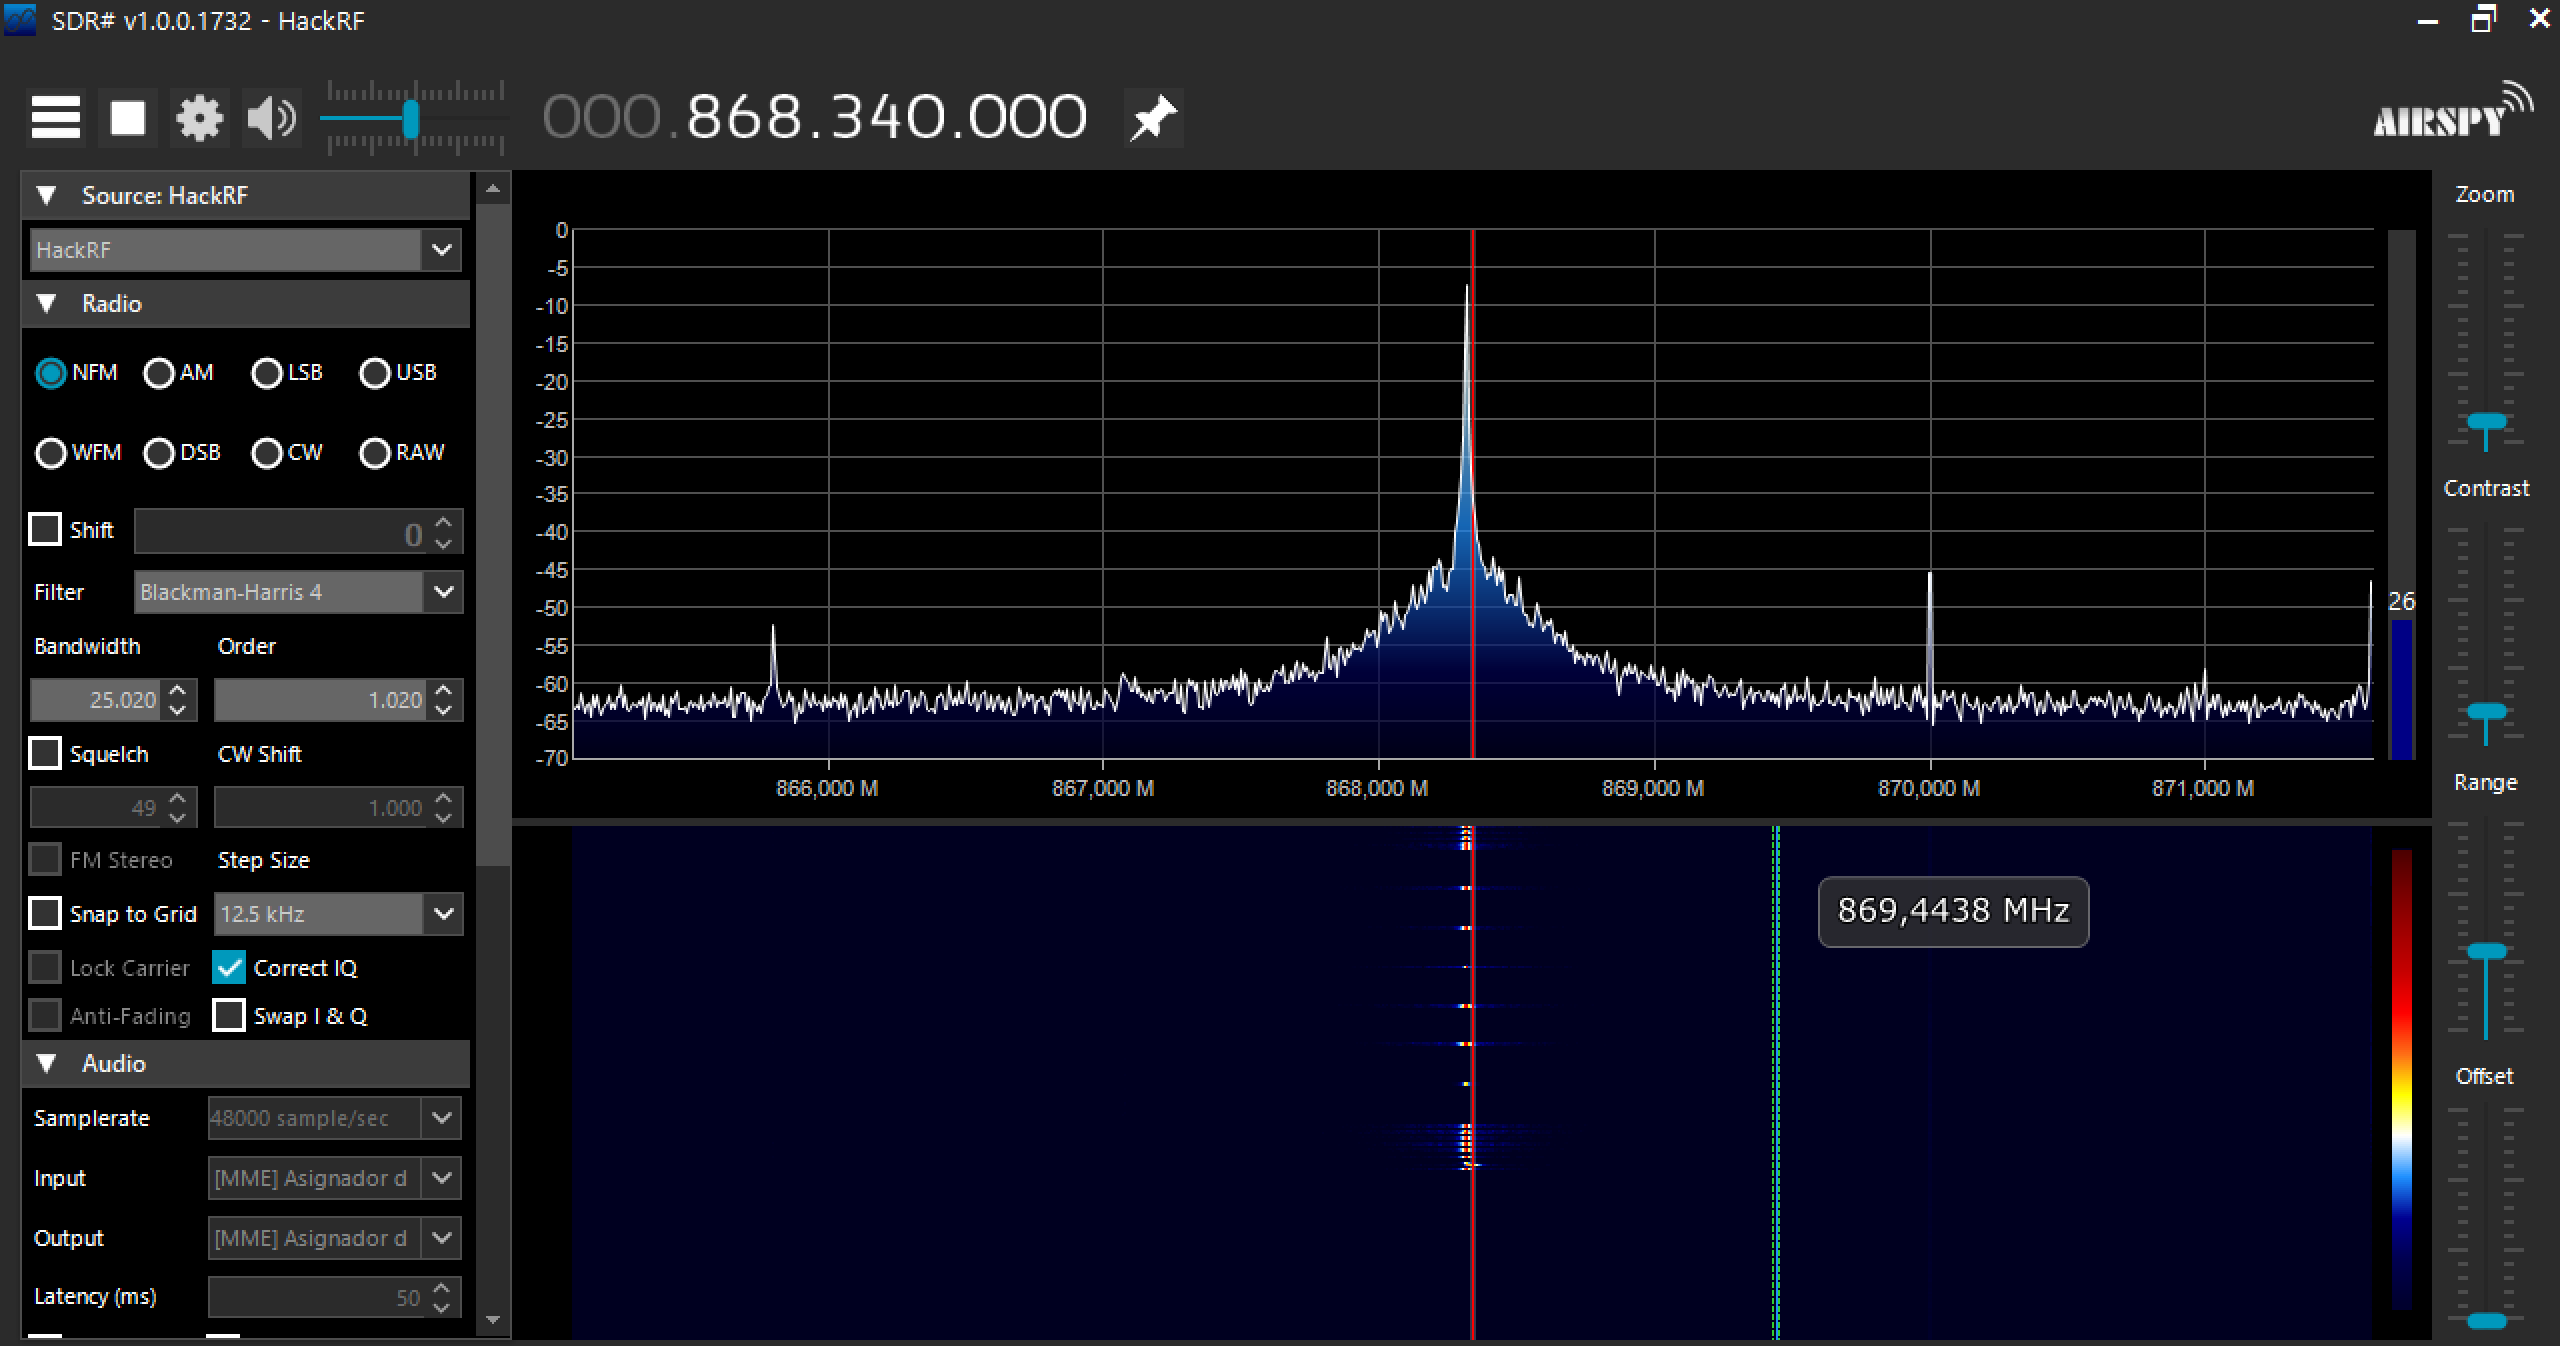 SDR# v1.0.0.1732 - HackRF
000.868.340.000
AIRSPY
Source: HackRF
HackRF
Radio
NFM AM LSB USB
WFM DSB CW RAW
Shift 0
Filter Blackman-Harris 4
Bandwidth Order
25.020 1.020
Squelch CW Shift
49 1.000
FM Stereo Step Size
Snap to Grid 12.5 kHz
Lock Carrier Correct IQ
Anti-Fading Swap I & Q
Audio
Samplerate 48000 sample/sec
Input [MME] Asignador d
Output [MME] Asignador d
Latency (ms) 50
0
-5
-10
-15
-20
-25
-30
-35
-40
-45
-50
-55
-60
-65
-70
866,000 M 867,000 M 868,000 M 869,000 M 870,000 M 871,000 M
26
869,4438 MHz
Zoom
Contrast
Range
Offset